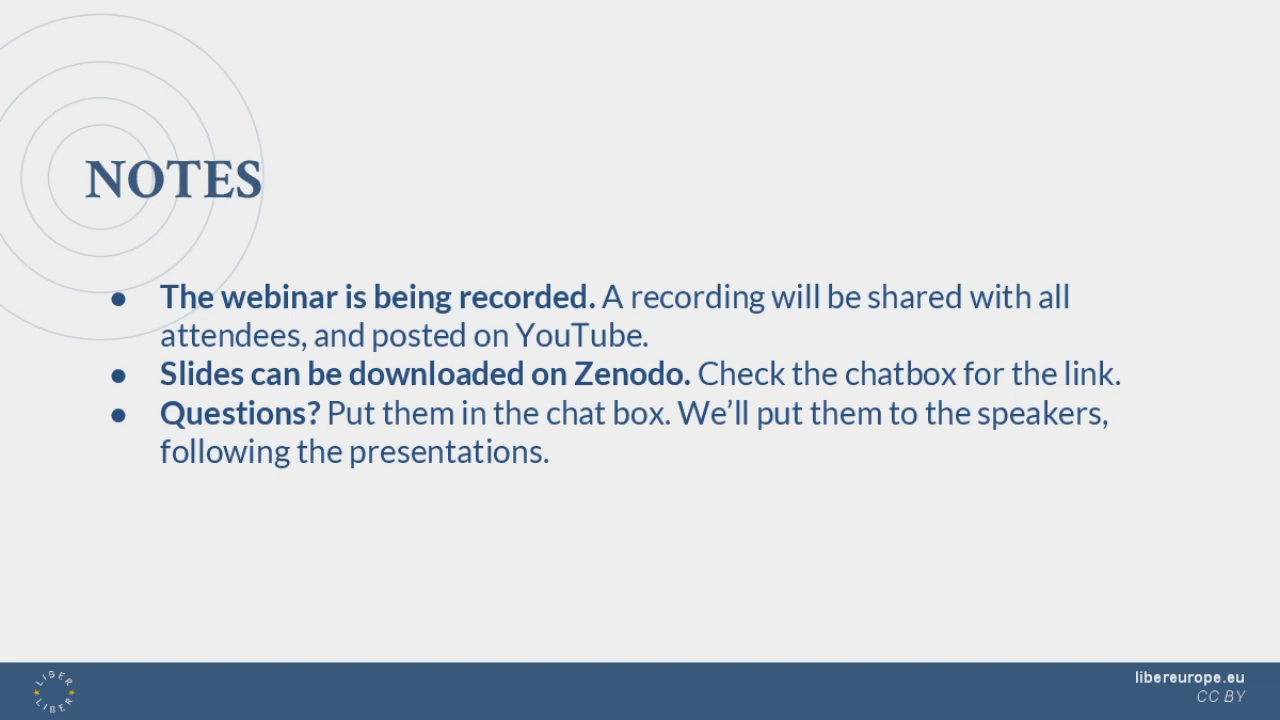 NOTES
● The webinar is being recorded. A recording will be shared with all
attendees, and posted on YouTube.
● Slides can be downloaded on Zenodo. Check the chatbox for the link.
● Questions? Put them in the chat box. We’ll put them to the speakers,
following the presentations.
LIBER
LIBER
libereurope.eu
CC BY